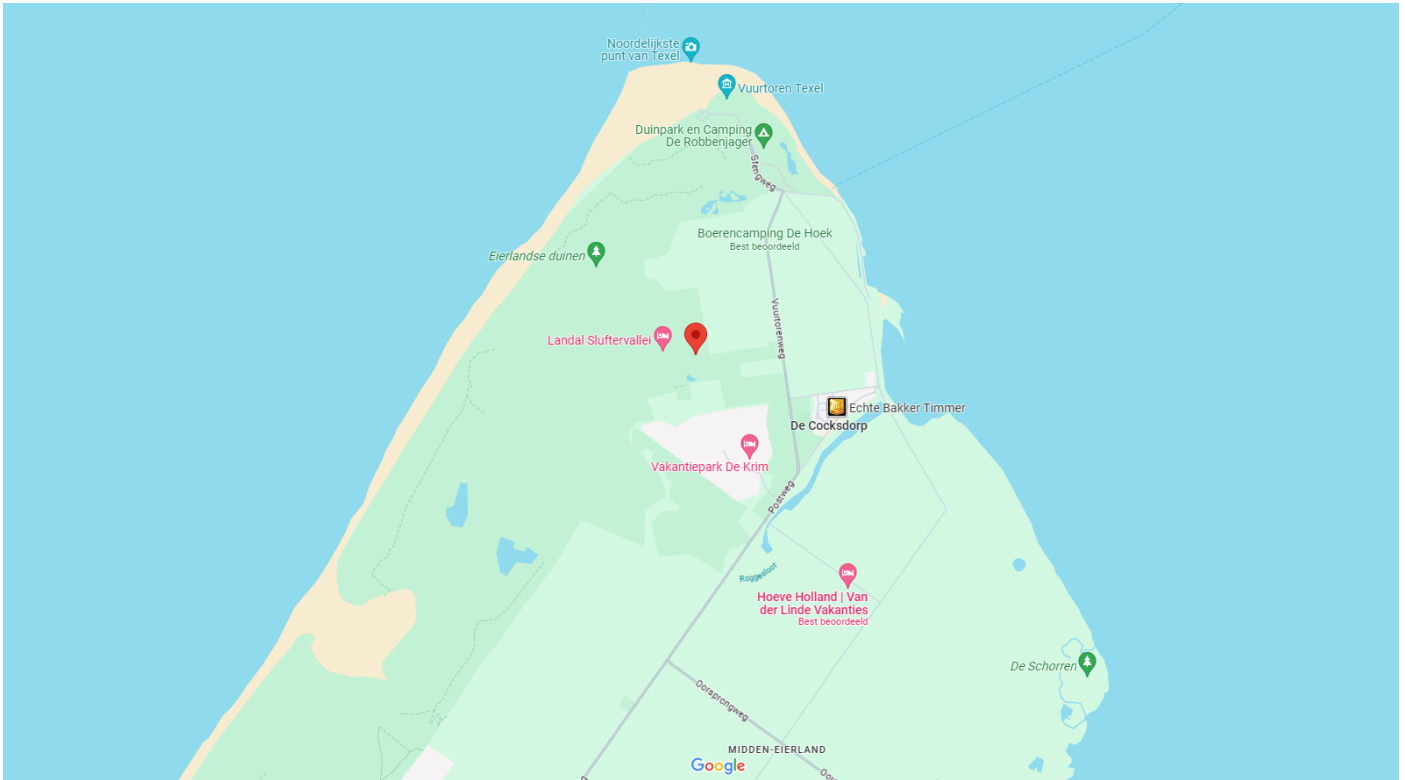 Noordelijkste
punt van Texel
Vuurtoren Texel
Duinpark en Camping
De Robbenjager
Stengweg
Boerencamping De Hoek
Best beoordeeld
Eierlandse duinen
Vuurtorenweg
Landal Sluftervallei
Echte Bakker Timmer
De Cocksdorp
Vakantiepark De Krim
Postweg
Roggesloot
Hoeve Holland | Van
der Linde Vakanties
Best beoordeeld
De Schorren
Oorsprongweg
MIDDEN-EIERLAND
Google